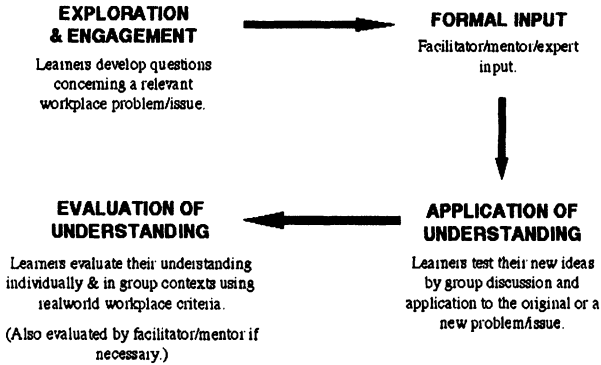 EXPLORATION
& ENGAGEMENT
Learners develop questions
concerning a relevant
workplace problem/issue.
FORMAL INPUT
Facilitator/mentor/expert
input.
APPLICATION OF
UNDERSTANDING
Learners test their new ideas
by group discussion and
application to the original or a
new problem/issue.
EVALUATION OF
UNDERSTANDING
Learners evaluate their understanding
individually & in group contexts using
realworld workplace criteria.
(Also evaluated by facilitator/mentor if
necessary.)